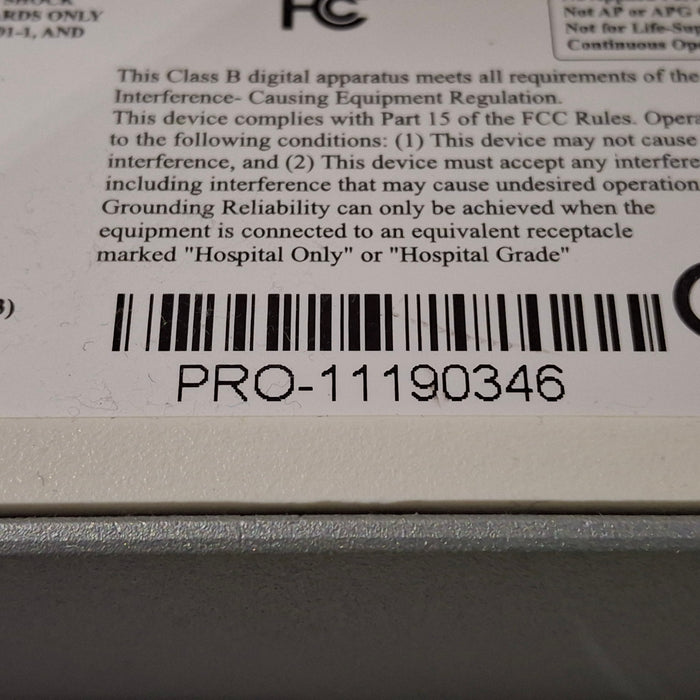 SHOCK
RDS ONLY
01-1, AND
FC
Not AP or APG
Not for Life-Sup
Continuous Ope
This Class B digital apparatus meets all requirements of the
Interference- Causing Equipment Regulation.
This device complies with Part 15 of the FCC Rules. Opera
to the following conditions: (1) This device may not cause
interference, and (2) This device must accept any interfere
including interference that may cause undesired operation
Grounding Reliability can only be achieved when the
equipment is connected to an equivalent receptacle
marked "Hospital Only" or "Hospital Grade"
3)
PRO-11190346